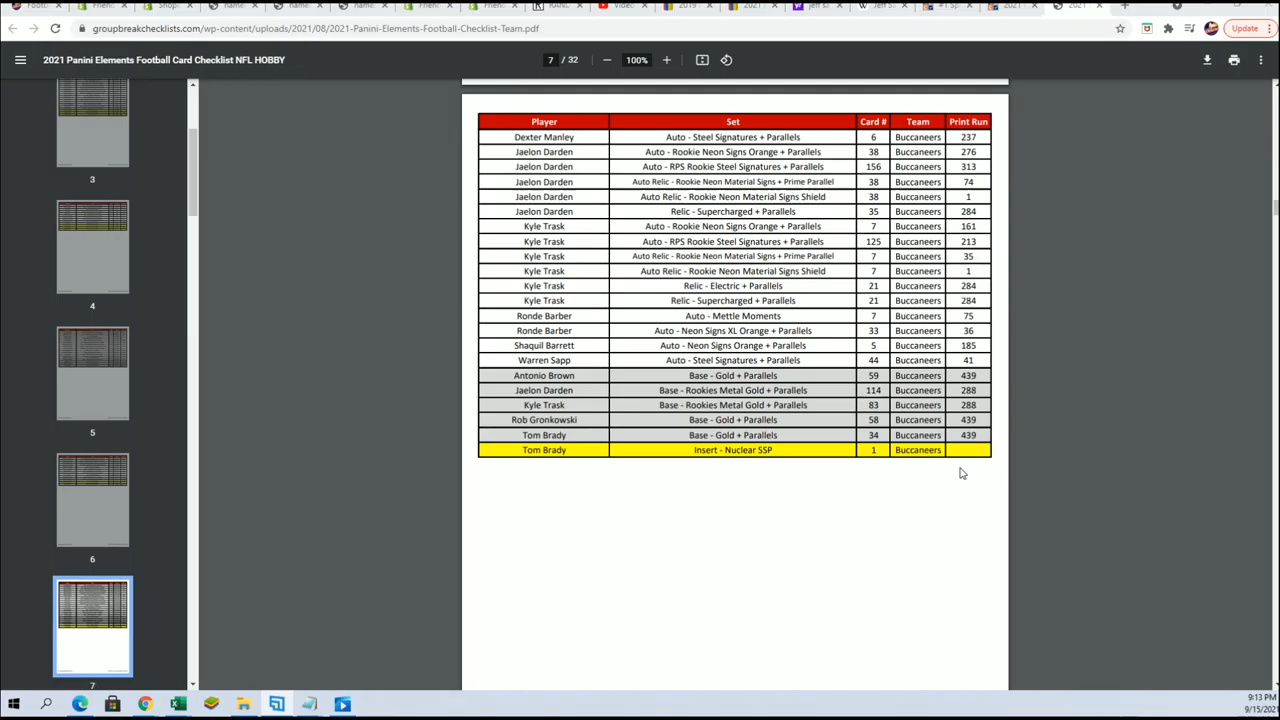 groupbreakchecklists.com/wp-content/uploads/2021/08/2021-Panini-Elements-Football-Checklist-Team.pdf
Update
2021 Panini Elements Football Card Checklist NFL HOBBY
7 / 32
100%
Player Set Card # Team Print Run
Dexter Manley Auto - Steel Signatures + Parallels 6 Buccaneers 237
Jaelon Darden Auto - Rookie Neon Signs Orange + Parallels 38 Buccaneers 276
Jaelon Darden Auto - RPS Rookie Steel Signatures + Parallels 156 Buccaneers 313
Jaelon Darden Auto Relic - Rookie Neon Material Signs + Prime Parallel 38 Buccaneers 74
Jaelon Darden Auto Relic - Rookie Neon Material Signs Shield 38 Buccaneers 1
Jaelon Darden Relic - Supercharged + Parallels 35 Buccaneers 284
Kyle Trask Auto - Rookie Neon Signs Orange + Parallels 7 Buccaneers 161
Kyle Trask Auto - RPS Rookie Steel Signatures + Parallels 125 Buccaneers 213
Kyle Trask Auto Relic - Rookie Neon Material Signs + Prime Parallel 7 Buccaneers 35
Kyle Trask Auto Relic - Rookie Neon Material Signs Shield 7 Buccaneers 1
Kyle Trask Relic - Electric + Parallels 21 Buccaneers 284
Kyle Trask Relic - Supercharged + Parallels 21 Buccaneers 284
Ronde Barber Auto - Mettle Moments 7 Buccaneers 75
Ronde Barber Auto - Neon Signs XL Orange + Parallels 33 Buccaneers 36
Shaquil Barrett Auto - Neon Signs Orange + Parallels 5 Buccaneers 185
Warren Sapp Auto - Steel Signatures + Parallels 44 Buccaneers 41
Antonio Brown Base - Gold + Parallels 59 Buccaneers 439
Jaelon Darden Base - Rookies Metal Gold + Parallels 114 Buccaneers 288
Kyle Trask Base - Rookies Metal Gold + Parallels 83 Buccaneers 288
Rob Gronkowski Base - Gold + Parallels 58 Buccaneers 439
Tom Brady Base - Gold + Parallels 34 Buccaneers 439
Tom Brady Insert - Nuclear SSP 1 Buccaneers
3
4
5
6
7
9:13 PM
9/15/2021